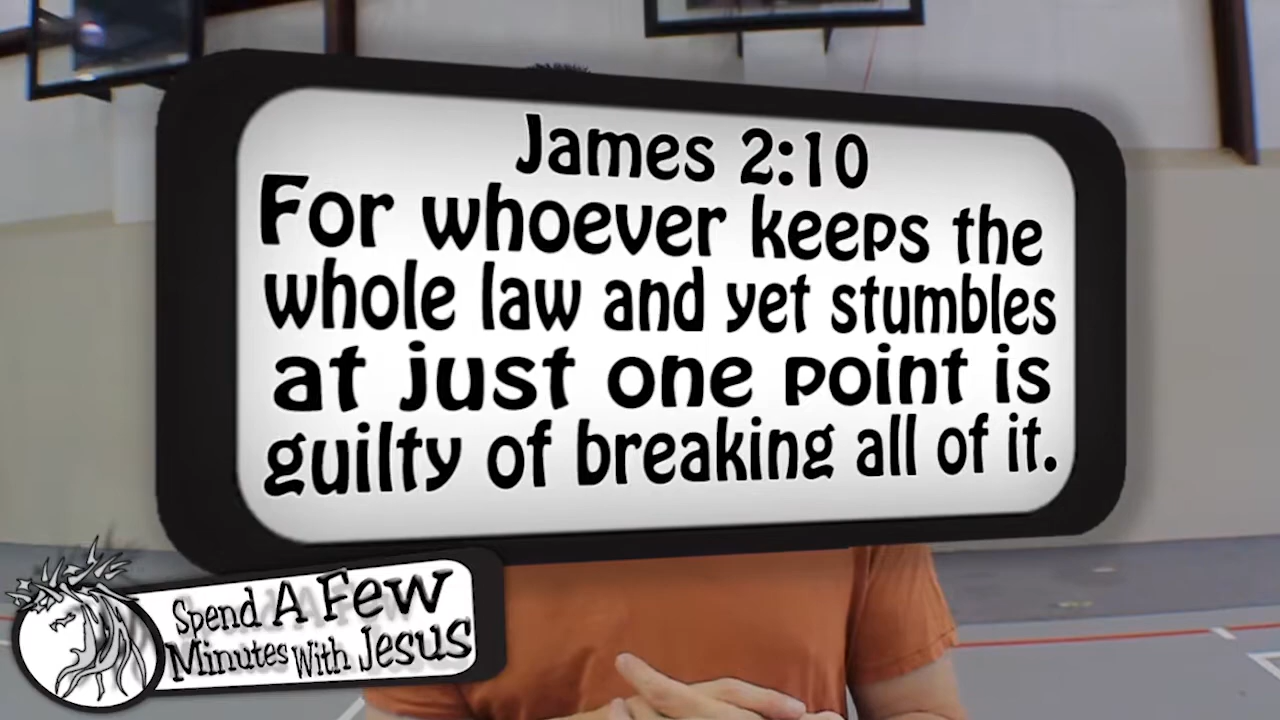 James 2:10
For whoever keeps the
whole law and yet stumbles
at just one point is
guilty of breaking all of it.
Spend A Few
Minutes With Jesus